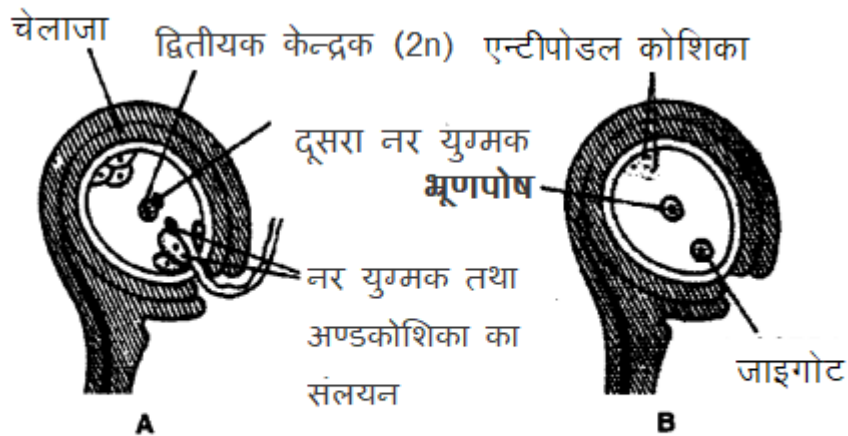 चेलाजा
द्वितीयक केन्द्रक (2n)
एन्टीपोडल कोशिका
दूसरा नर युग्मक
भ्रूणपोष
नर युग्मक तथा
अण्डकोशिका का
संलयन
जाइगोट
A
B